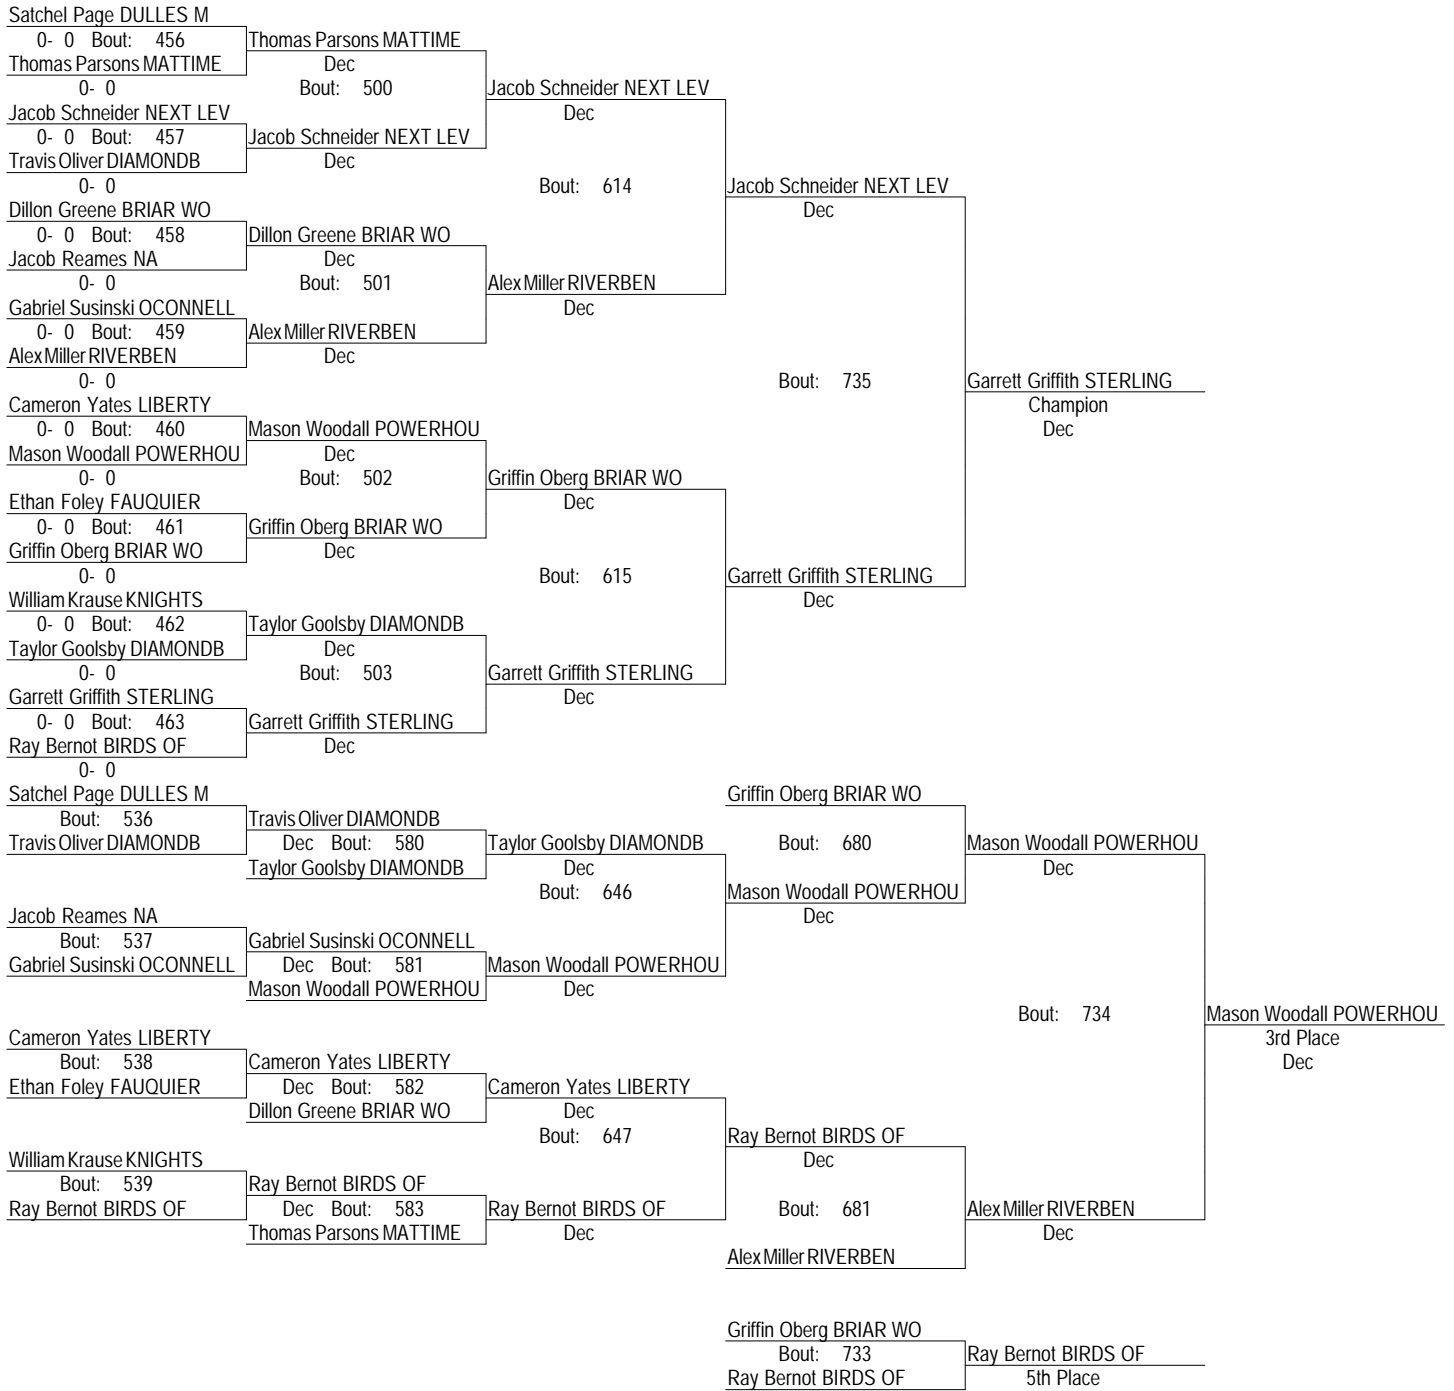 Satchel Page DULLES M
0- 0 Bout: 456 Thomas Parsons MATTIME
Thomas Parsons MATTIME Dec
0- 0 Bout: 500 Jacob Schneider NEXT LEV
Jacob Schneider NEXT LEV Dec
0- 0 Bout: 457 Jacob Schneider NEXT LEV
Travis Oliver DIAMONDB Dec
0- 0 Bout: 614 Jacob Schneider NEXT LEV
Dillon Greene BRIAR WO Dec
0- 0 Bout: 458 Dillon Greene BRIAR WO
Jacob Reames NA Dec
0- 0 Bout: 501 Alex Miller RIVERBEN
Gabriel Susinski OCONNELL Dec
0- 0 Bout: 459 Alex Miller RIVERBEN
Alex Miller RIVERBEN Dec
0- 0 Bout: 735 Garrett Griffith STERLING
Cameron Yates LIBERTY Champion
0- 0 Bout: 460 Mason Woodall POWERHOU Dec
Mason Woodall POWERHOU Dec
0- 0 Bout: 502 Griffin Oberg BRIAR WO
Ethan Foley FAUQUIER Dec
0- 0 Bout: 461 Griffin Oberg BRIAR WO
Griffin Oberg BRIAR WO Dec
0- 0 Bout: 615 Garrett Griffith STERLING
William Krause KNIGHTS Dec
0- 0 Bout: 462 Taylor Goolsby DIAMONDB
Taylor Goolsby DIAMONDB Dec
0- 0 Bout: 503 Garrett Griffith STERLING
Garrett Griffith STERLING Dec
0- 0 Bout: 463 Garrett Griffith STERLING
Ray Bernot BIRDS OF Dec
0- 0
Satchel Page DULLES M Griffin Oberg BRIAR WO
Bout: 536 Travis Oliver DIAMONDB
Travis Oliver DIAMONDB Dec Bout: 580 Taylor Goolsby DIAMONDB Bout: 680 Mason Woodall POWERHOU
Taylor Goolsby DIAMONDB Dec Dec
Bout: 646 Mason Woodall POWERHOU
Jacob Reames NA Dec
Bout: 537 Gabriel Susinski OCONNELL
Gabriel Susinski OCONNELL Dec Bout: 581 Mason Woodall POWERHOU
Mason Woodall POWERHOU Dec
Bout: 734 Mason Woodall POWERHOU
Cameron Yates LIBERTY 3rd Place
Bout: 538 Cameron Yates LIBERTY Dec
Ethan Foley FAUQUIER Dec Bout: 582 Cameron Yates LIBERTY
Dillon Greene BRIAR WO Dec
Bout: 647 Ray Bernot BIRDS OF
William Krause KNIGHTS Dec
Bout: 539 Ray Bernot BIRDS OF
Ray Bernot BIRDS OF Dec Bout: 583 Ray Bernot BIRDS OF Bout: 681 Alex Miller RIVERBEN
Thomas Parsons MATTIME Dec Dec
Alex Miller RIVERBEN
Griffin Oberg BRIAR WO
Bout: 733 Ray Bernot BIRDS OF
Ray Bernot BIRDS OF 5th Place